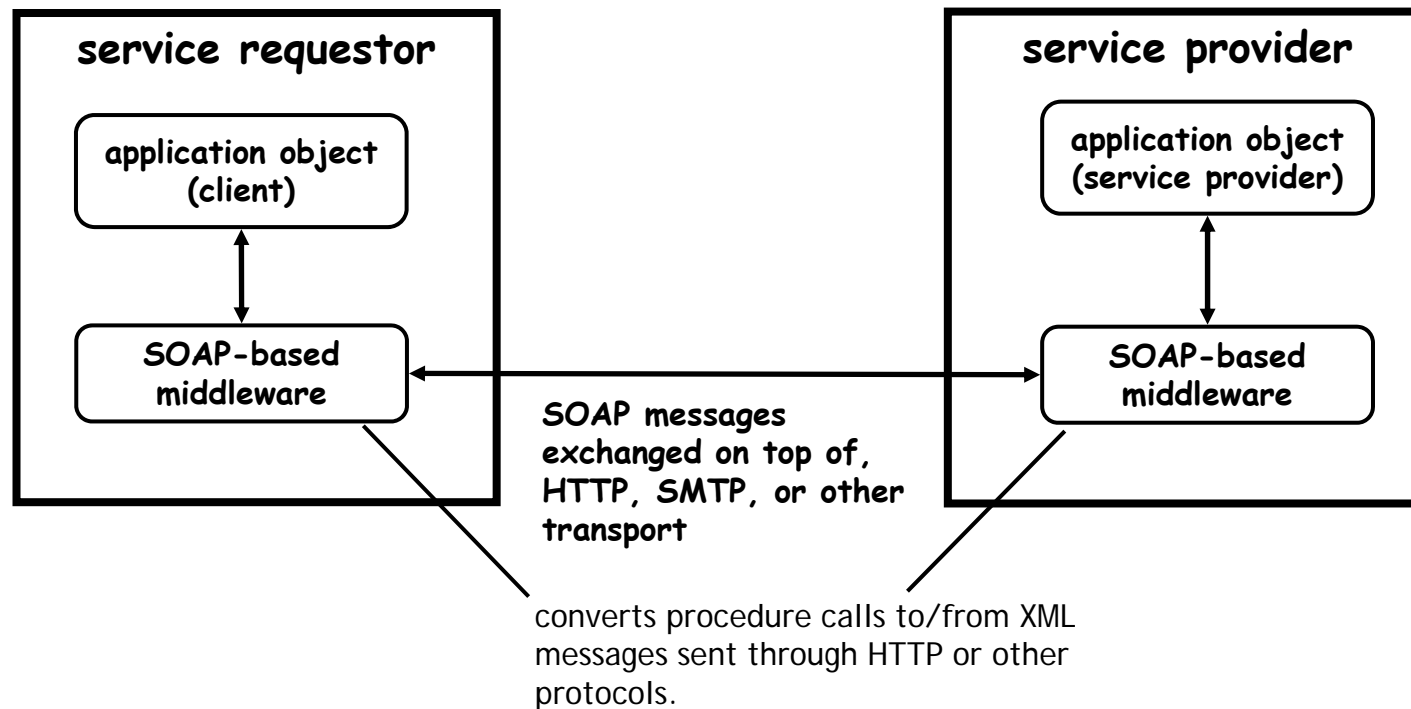 service requestor
application object
(client)
SOAP-based
middleware
service provider
application object
(service provider)
SOAP-based
middleware
SOAP messages
exchanged on top of,
HTTP, SMTP, or other
transport
converts procedure calls to/from XML
messages sent through HTTP or other
protocols.